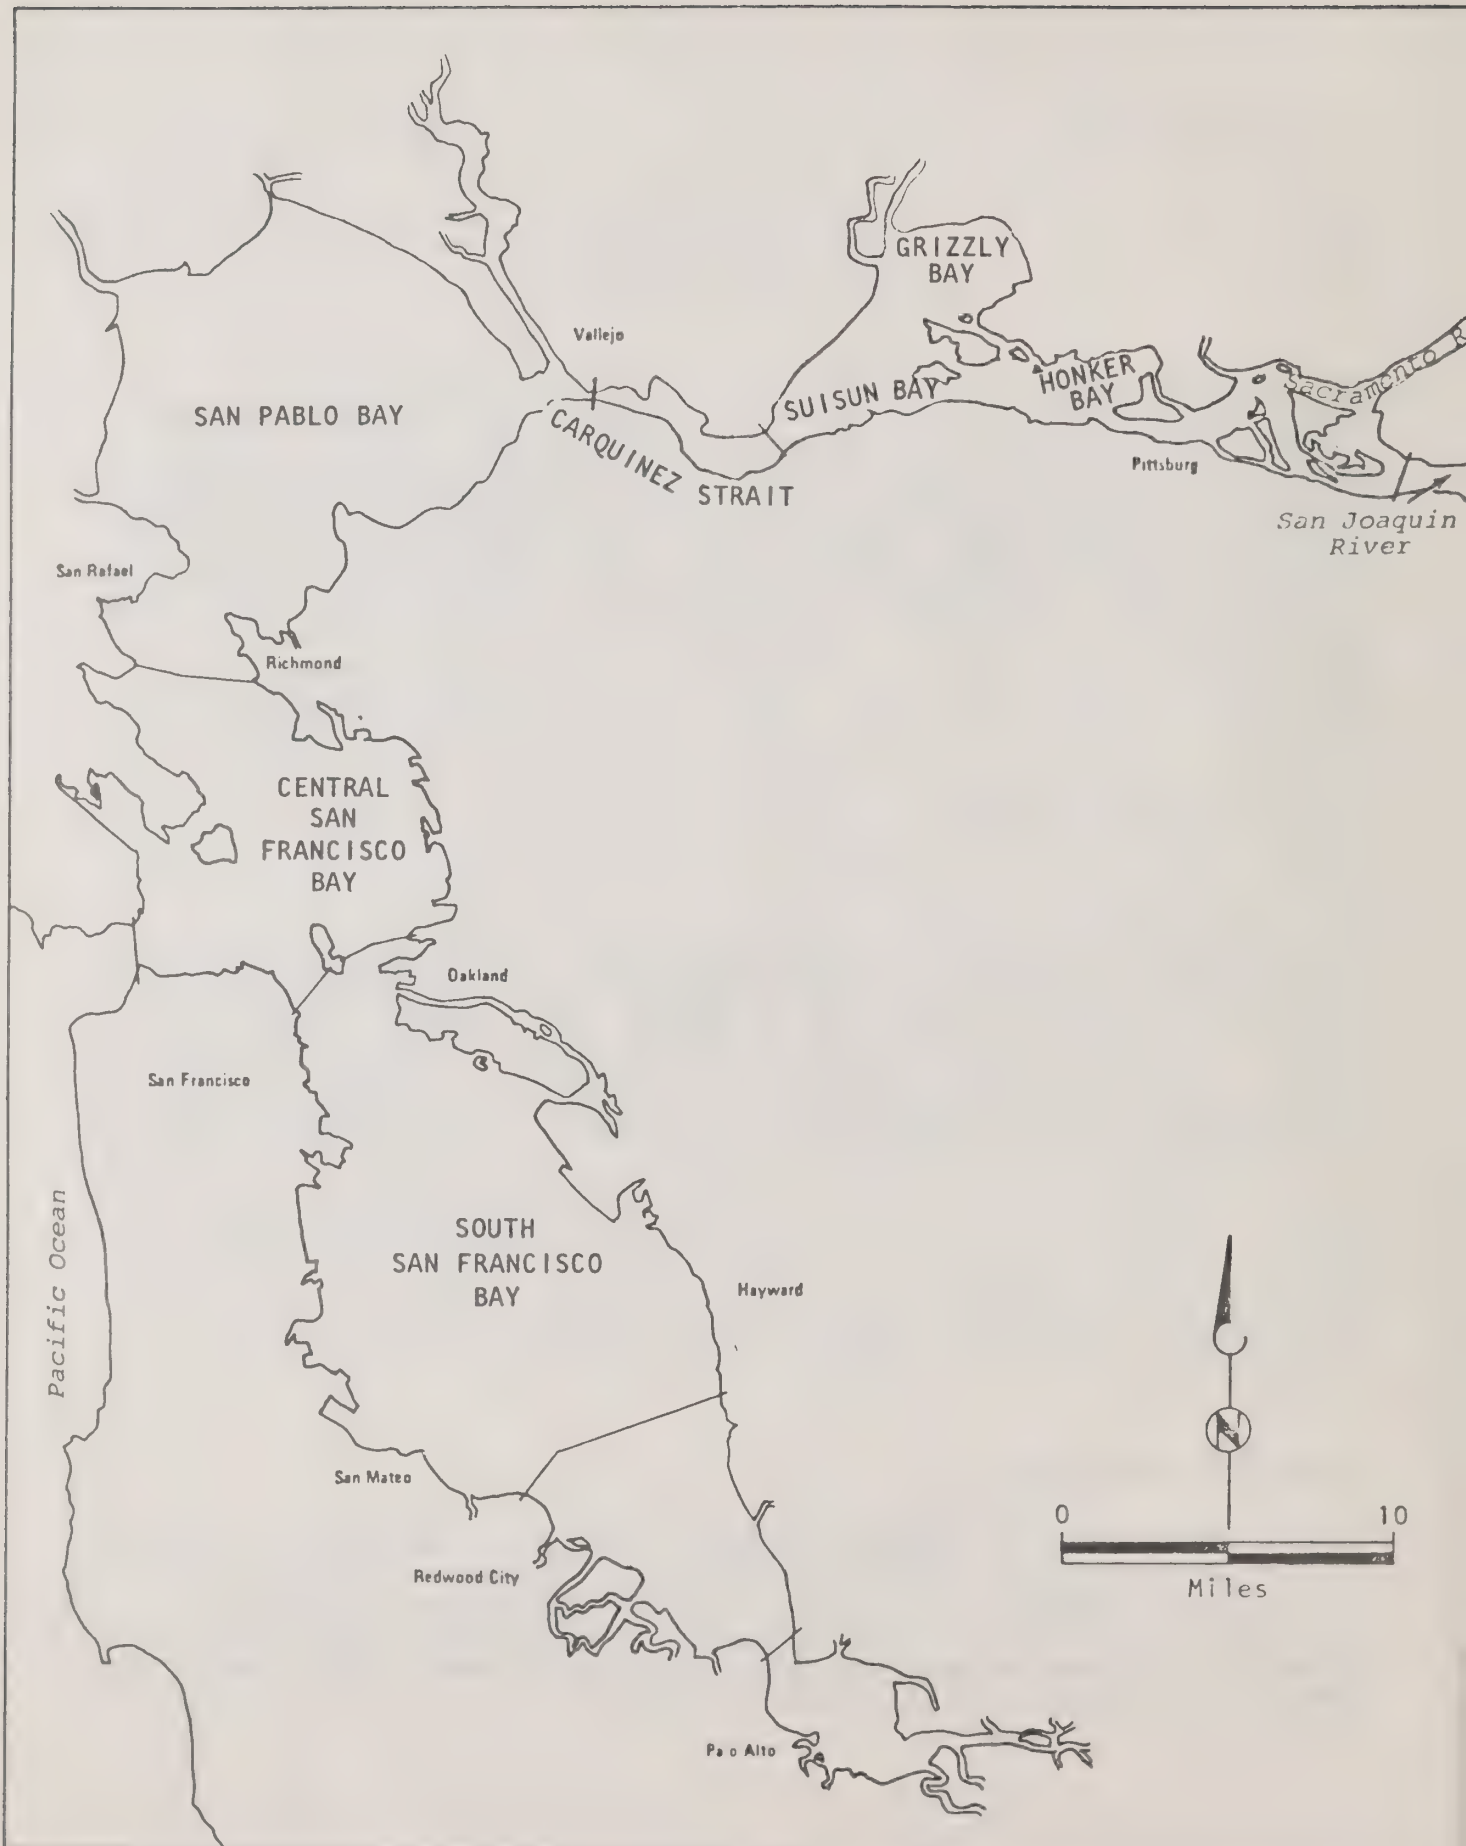 GRIZZLY
BAY
Vallejo
HONKER
BAY
SUISUN BAY
Sacramento R
SAN PABLO BAY
CARQUINEZ STRAIT
Pittsburg
San Joaquin
River
San Rafael
Richmond
CENTRAL
SAN
FRANCISCO
BAY
Oakland
San Francisco
Pacific Ocean
SOUTH
SAN FRANCISCO
BAY
Hayward
N
San Mateo
0 10
Miles
Redwood City
Pa o Alto